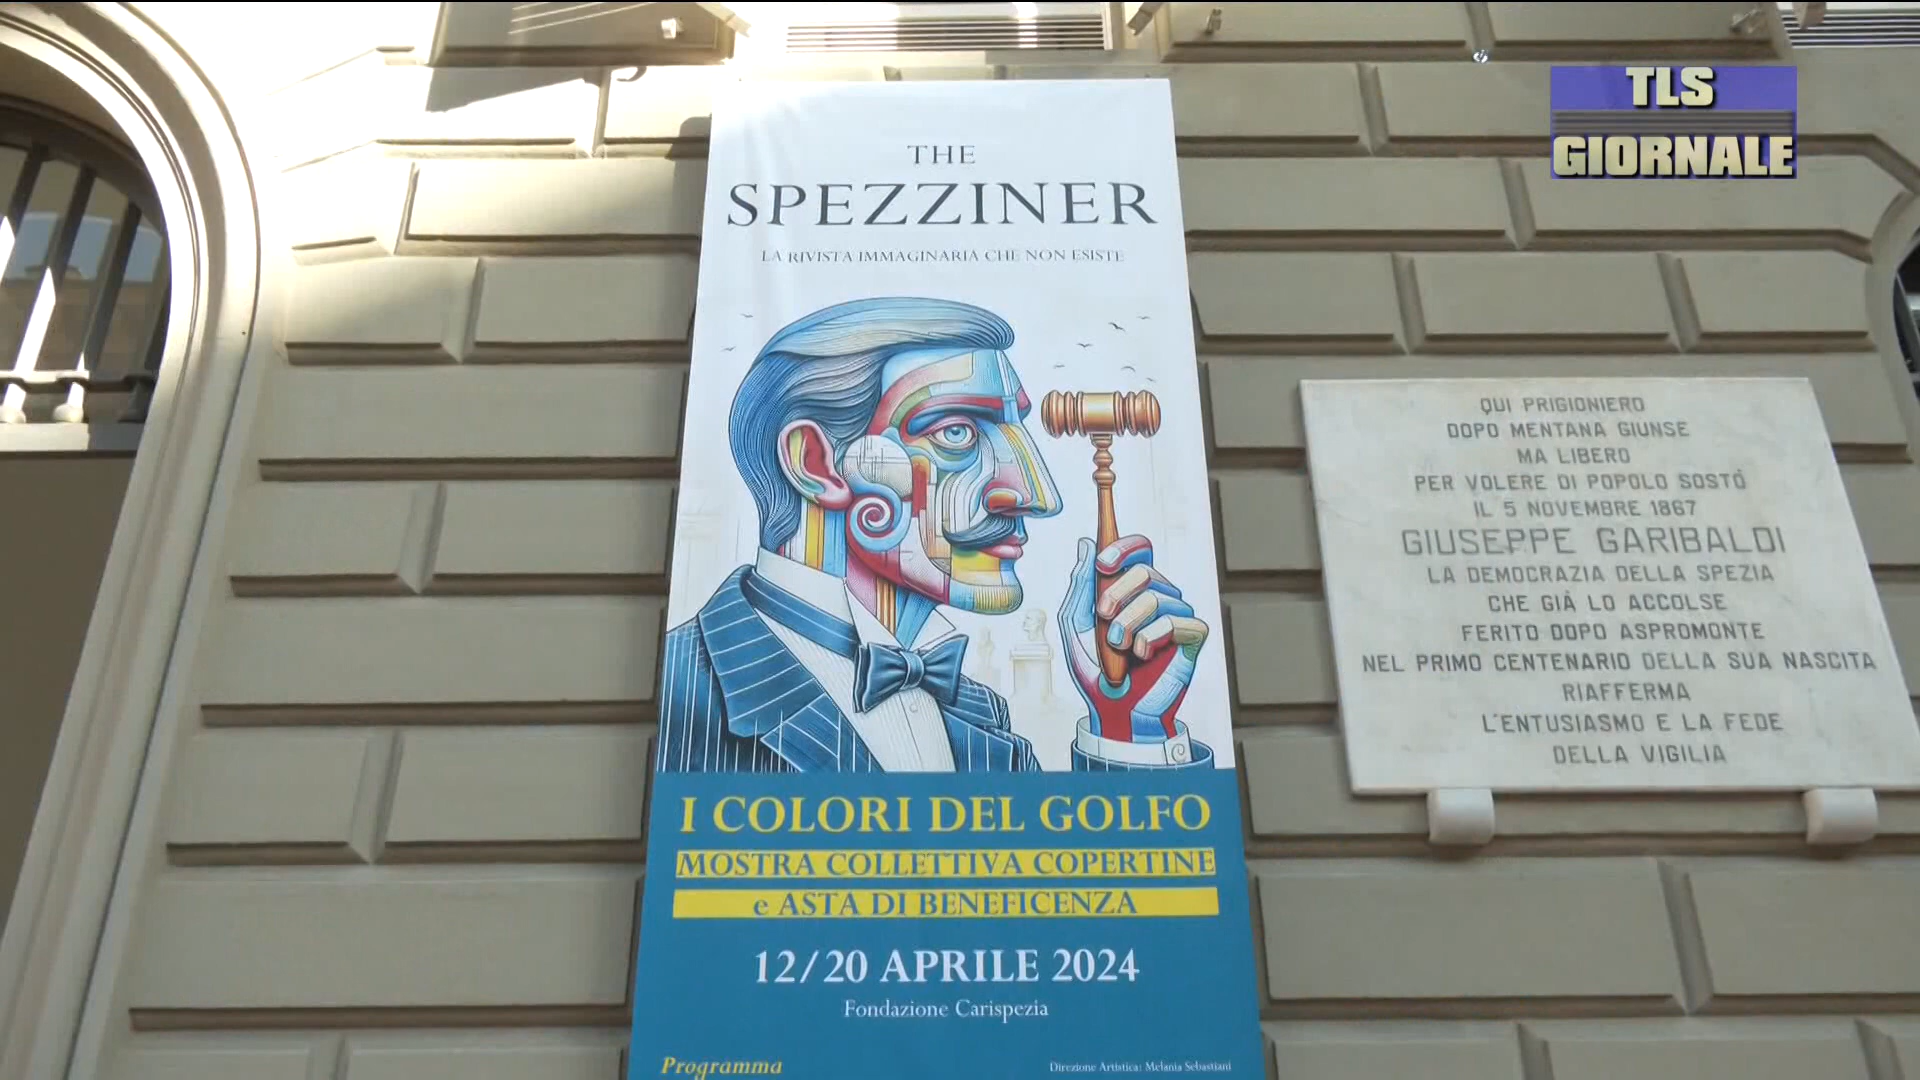 TLS
GIORNALE
THE
SPEZZINER
LA RIVISTA IMMAGINARIA CHE NON ESISTE
I COLORI DEL GOLFO
MOSTRA COLLETTIVA COPERTINE
e ASTA DI BENEFICENZA
12/20 APRILE 2024
Fondazione Carispezia
Programma
Direzione Artistica: Melania Sebastiani
QUI PRIGIONIERO
DOPO MENTANA GIUNSE
MA LIBERO
PER VOLERE DI POPOLO SOSTÓ
IL 5 NOVEMBRE 1867
GIUSEPPE GARIBALDI
LA DEMOCRAZIA DELLA SPEZIA
CHE GIÀ LO ACCOLSE
FERITO DOPO ASPROMONTE
NEL PRIMO CENTENARIO DELLA SUA NASCITA
RIAFFERMA
L'ENTUSIASMO E LA FEDE
DELLA VIGILIA